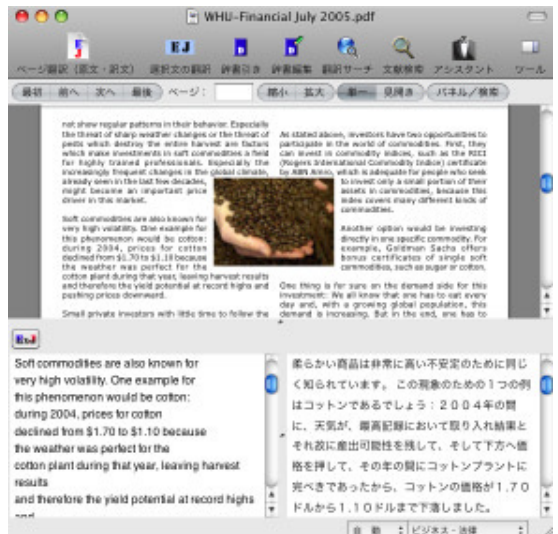 WHU-Financial July 2005.pdf
E J
ページ翻訳（原文・訳文） 選択文の翻訳 辞書引き 辞書編集 翻訳サーチ 文献検索 アシスタント ツール
最初 前へ 次へ 最後 ページ： 縮小 拡大 単一 見開き パネル／検索
not show regular patterns in their behavior. Especially
the threat of sharp weather changes or the threat of
pests which destroy the entire harvest are factors
which make investments in soft commodities a field
for highly trained professionals. Especially the
increasingly frequent changes in the global climate,
already seen in the last few decades,
might become an important price
driver in this market.
Soft commodities are also known for
very high volatility. One example for
this phenomenon would be cotton:
during 2004, prices for cotton
declined from $1.70 to $1.10 because
the weather was perfect for the
cotton plant during that year, leaving harvest results
and therefore the yield potential at record highs and
pushing prices downward.
Small private investors with little time to follow the
As stated above, investors have two opportunities to
participate in the world of commodities. First, they
can invest in commodity indices, such as the RICI
(Rogers International Commodity Index) certificate
by ABN Amro, which is adequate for people who seek
to invest only a small portion of their
assets in commodities, because this
index covers many different kinds of
commodities.
Another option would be investing
directly in one specific commodity. For
example, Goldman Sachs offers
bonus certificates of single soft
commodities, such as sugar or cotton.
One thing is for sure on the demand side for this
investment: We all know that one has to eat every
day and, with a growing global population, this
demand is increasing. But in the end, one has to
Soft commodities are also known for
very high volatility. One example for
this phenomenon would be cotton:
during 2004, prices for cotton
declined from $1.70 to $1.10 because
the weather was perfect for the
cotton plant during that year, leaving harvest
results
and therefore the yield potential at record highs
and
柔らかい商品は非常に高い不安定のために同じ
く知られています。 この現象のための１つの例
はコットンであるでしょう：２００４年の間
に、天気が、最高記録において取り入れ結果と
それ故に産出可能性を残して、そして下方へ価
格を押して、その年の間にコットンプラントに
完ぺきであったから、コットンの価格が１.７０
ドルから１.１０ドルまで下落しました。
自 動 ビジネス・法律